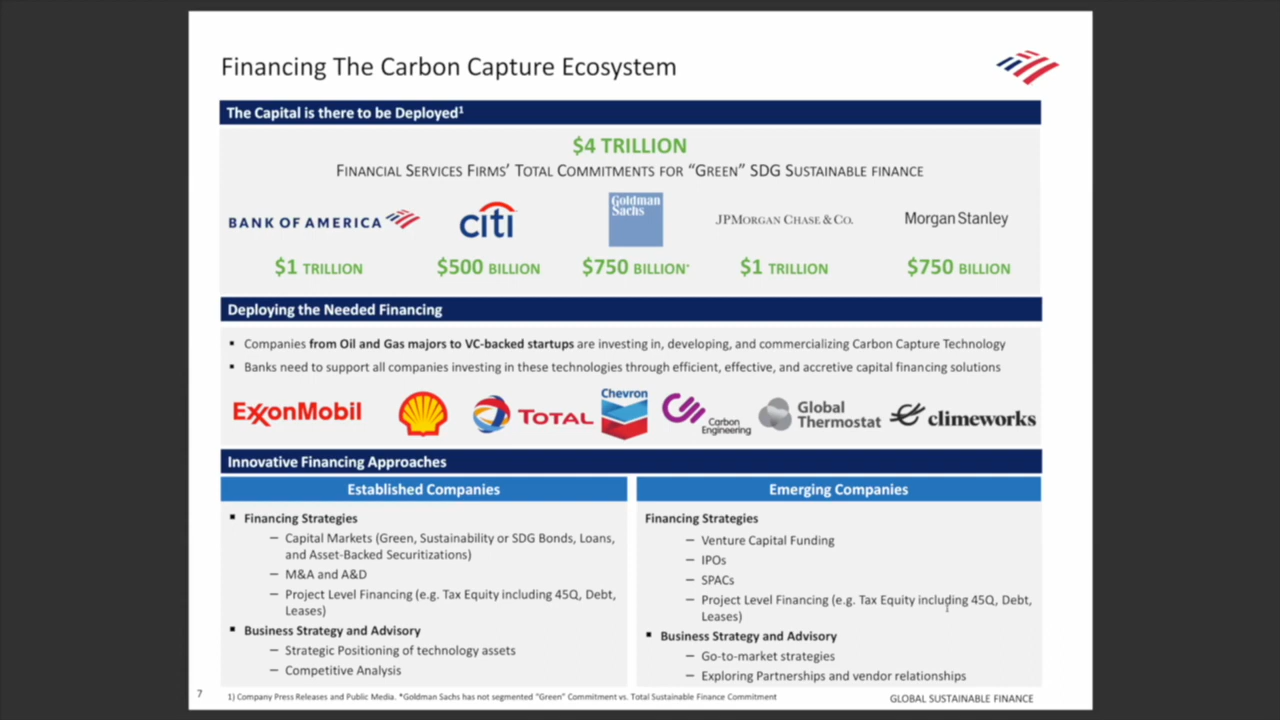 Financing The Carbon Capture Ecosystem
The Capital is there to be Deployed¹
$4 TRILLION
FINANCIAL SERVICES FIRMS' TOTAL COMMITMENTS FOR "GREEN" SDG SUSTAINABLE FINANCE
BANK OF AMERICA
citi
Goldman
Sachs
JPMORGAN CHASE & CO.
Morgan Stanley
$1 TRILLION
$500 BILLION
$750 BILLION*
$1 TRILLION
$750 BILLION
Deploying the Needed Financing
▪ Companies from Oil and Gas majors to VC-backed startups are investing in, developing, and commercializing Carbon Capture Technology
▪ Banks need to support all companies investing in these technologies through efficient, effective, and accretive capital financing solutions
ExxonMobil
TOTAL
Chevron
Carbon
Engineering
Global
Thermostat
climeworks
Innovative Financing Approaches
Established Companies
▪ Financing Strategies
– Capital Markets (Green, Sustainability or SDG Bonds, Loans,
and Asset-Backed Securitizations)
– M&A and A&D
– Project Level Financing (e.g. Tax Equity including 45Q, Debt,
Leases)
▪ Business Strategy and Advisory
– Strategic Positioning of technology assets
– Competitive Analysis
Emerging Companies
Financing Strategies
– Venture Capital Funding
– IPOs
– SPACs
– Project Level Financing (e.g. Tax Equity including 45Q, Debt,
Leases)
▪ Business Strategy and Advisory
– Go-to-market strategies
– Exploring Partnerships and vendor relationships
7
1) Company Press Releases and Public Media. *Goldman Sachs has not segmented "Green" Commitment vs. Total Sustainable Finance Commitment
GLOBAL SUSTAINABLE FINANCE